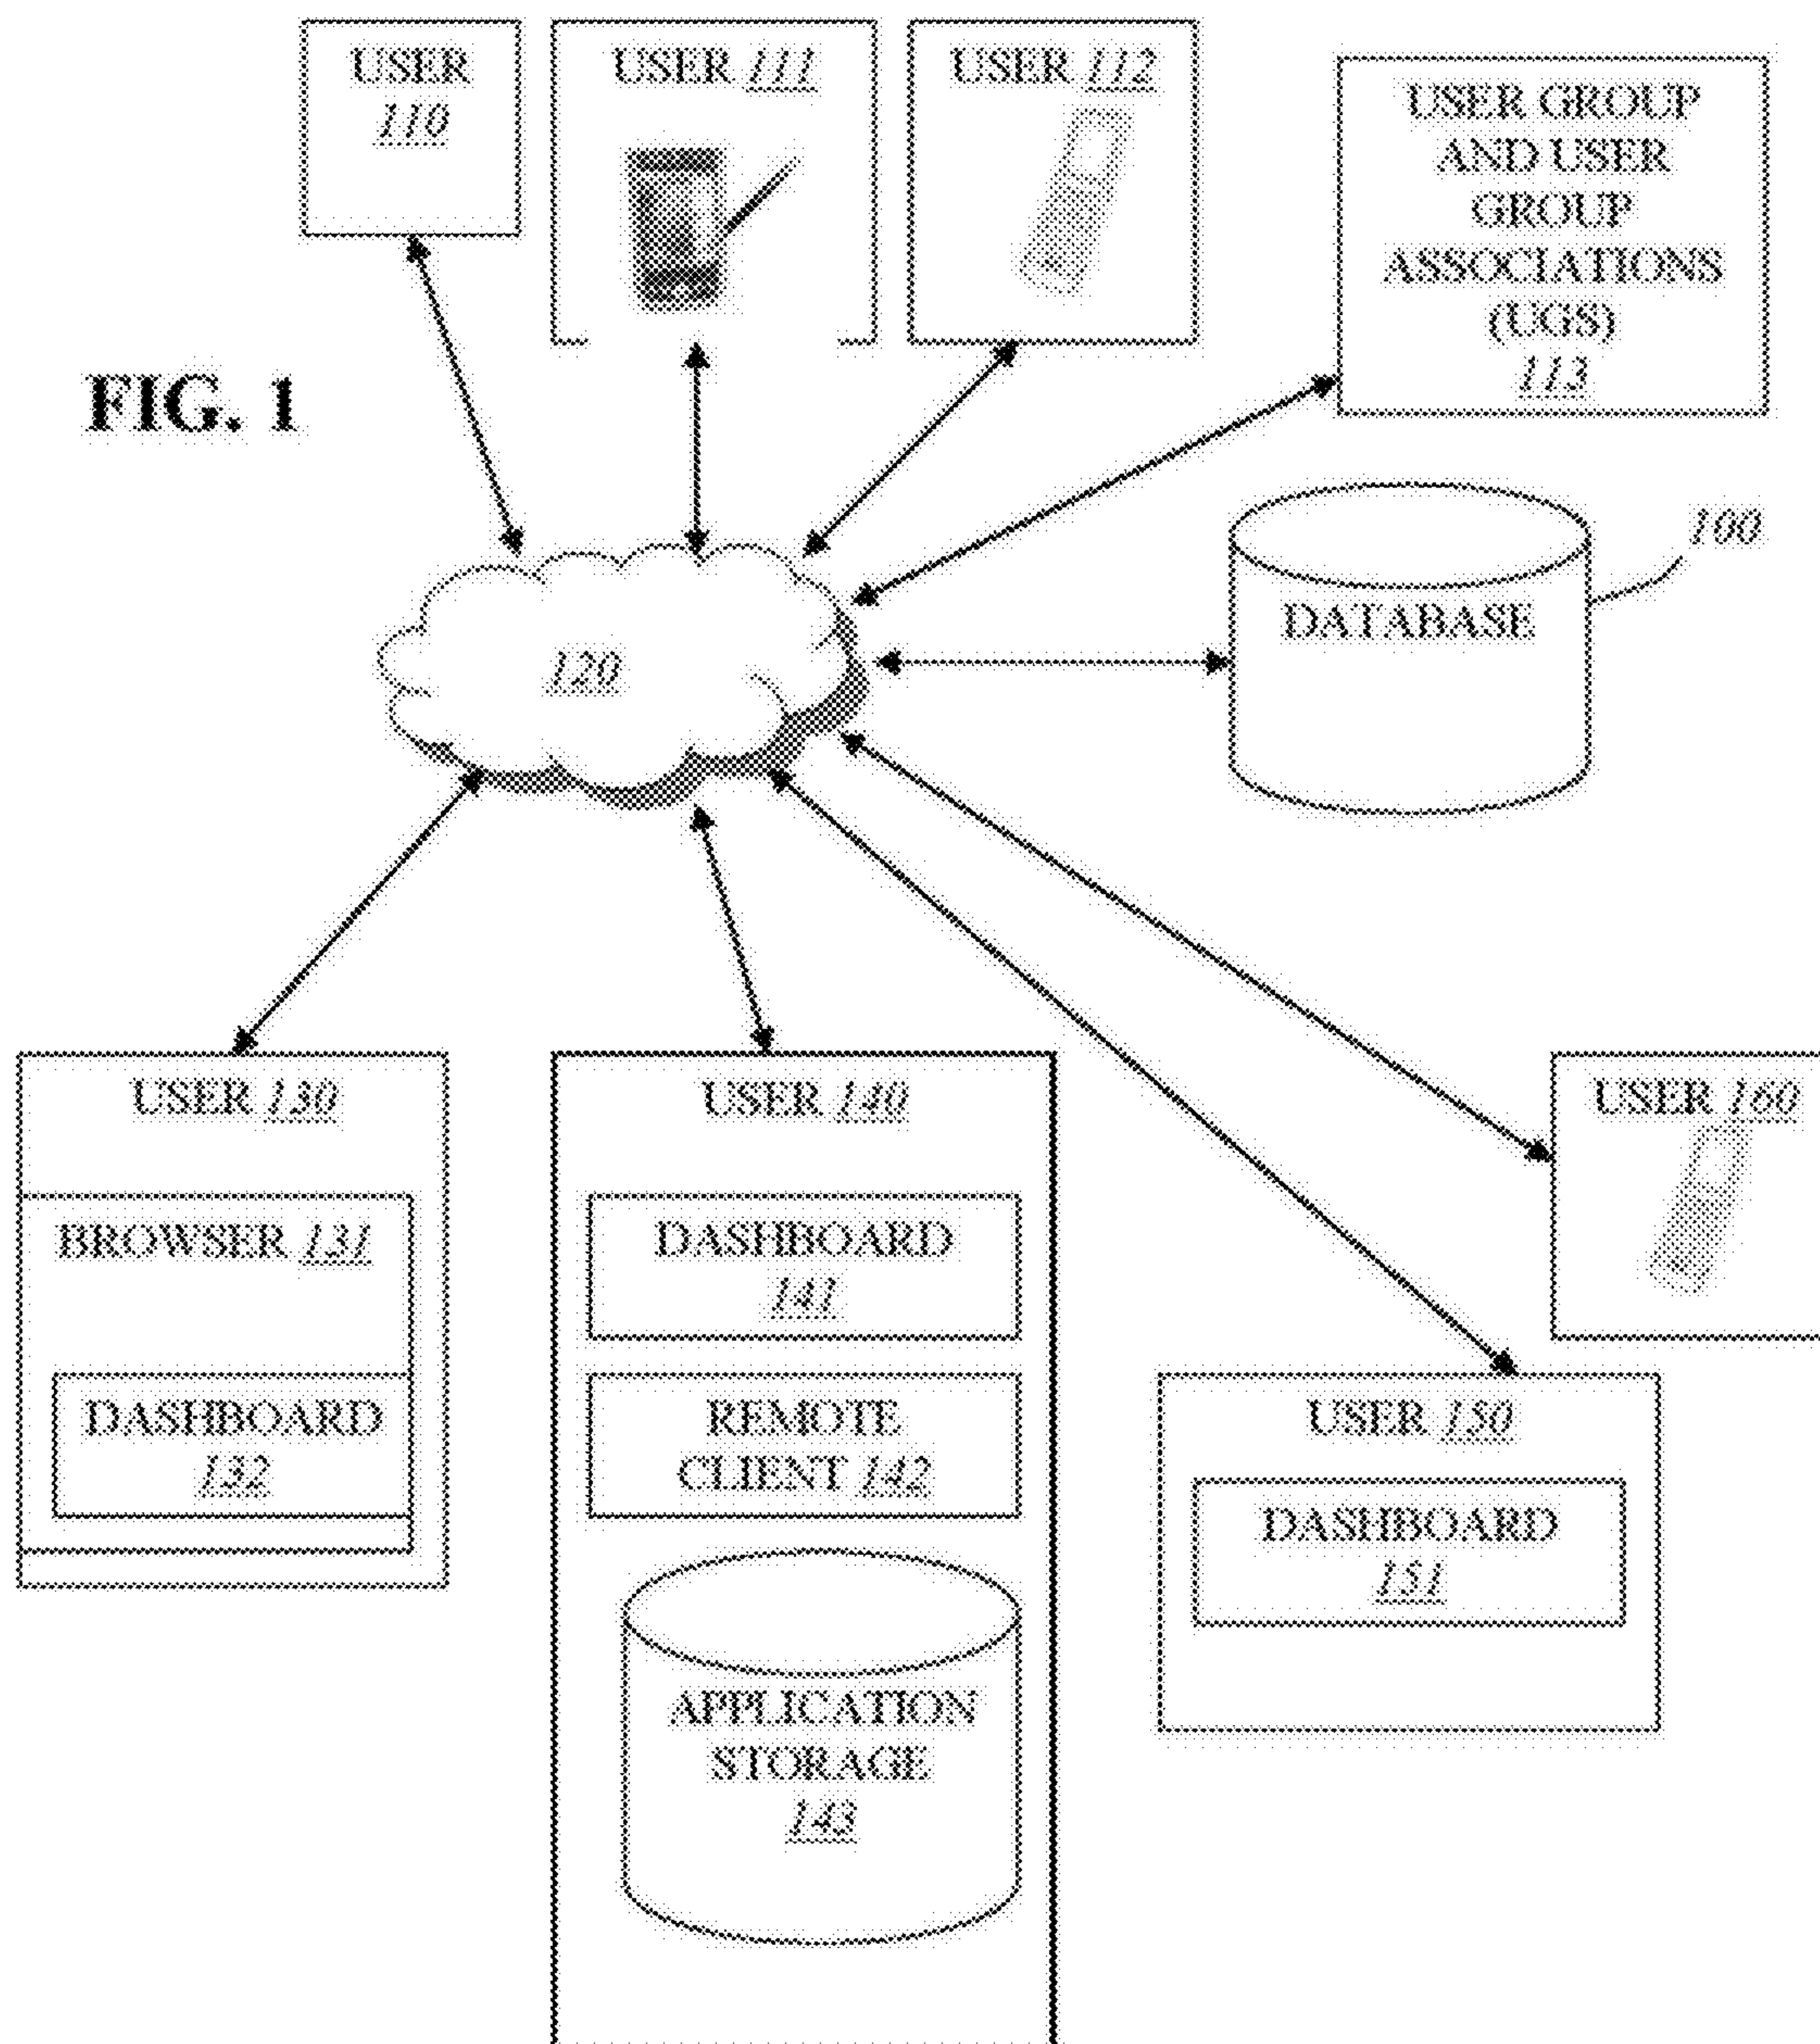 USER
110
USER 111
USER 112
USER GROUP
AND USER
GROUP
ASSOCIATIONS
(UGS)
113
FIG. 1
100
DATABASE
120
USER 130
BROWSER 131
DASHBOARD
132
USER 140
DASHBOARD
141
REMOTE
CLIENT 142
APPLICATION
STORAGE
143
USER 160
USER 150
DASHBOARD
151